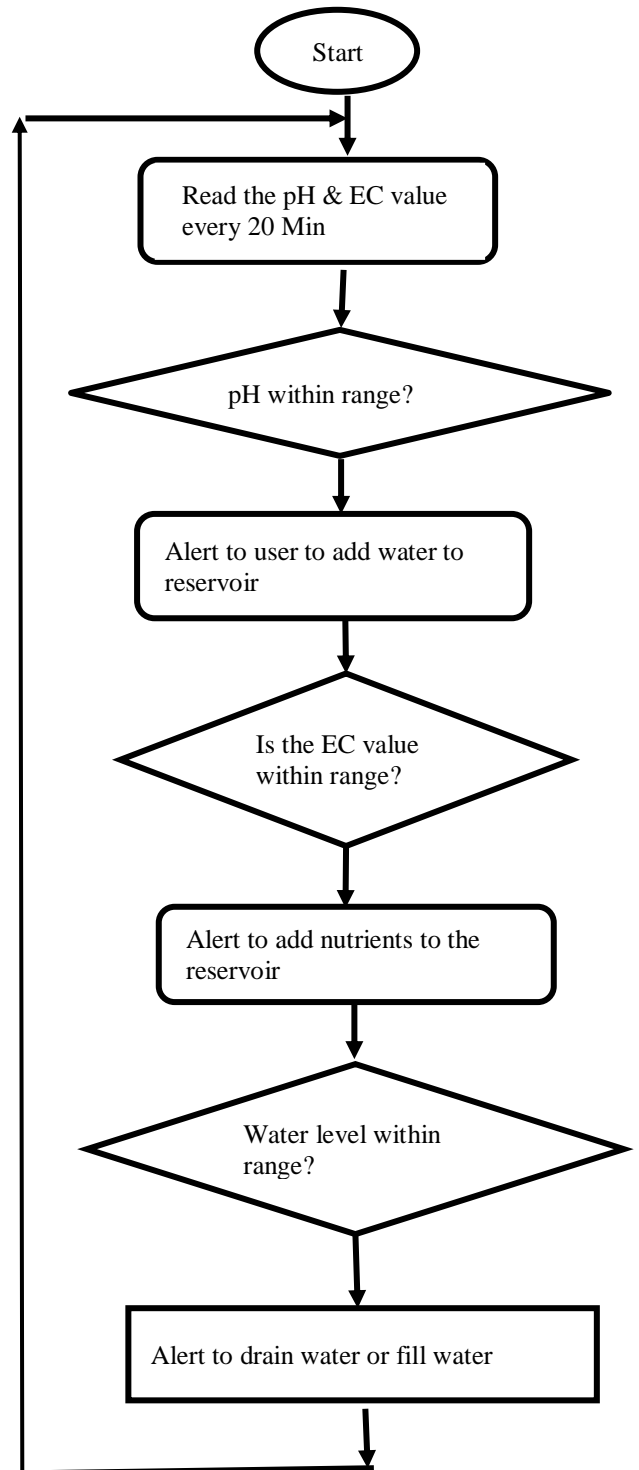 Start
Read the pH & EC value
every 20 Min
pH within range?
Alert to user to add water to
reservoir
Is the EC value
within range?
Alert to add nutrients to the
reservoir
Water level within
range?
Alert to drain water or fill water